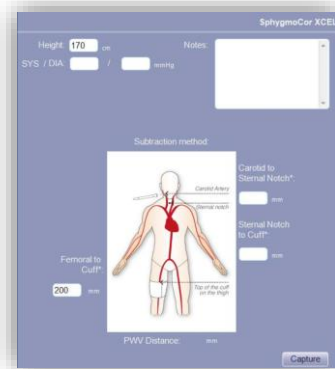 SphygmoCor XCEL
Height: 170 cm
Notes:
SYS / DIA: / mmHg
Subtraction method:
Carotid Artery
Sternal notch
Carotid to
Sternal Notch*:
mm
Sternal Notch
to Cuff*:
mm
Femoral to
Cuff*:
200 mm
Top of the cuff
on the thigh
PWV Distance: mm
Capture